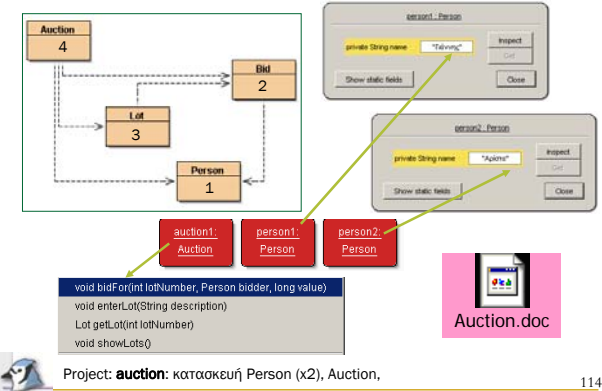 Auction
4
Bid
2
Lot
3
Person
1
person1 : Person
private String name
"Γιάννης"
Inspect
Get
Show static fields
Close
person2 : Person
private String name
"Αρίστε"
Inspect
Get
Show static fields
Close
auction1:
Auction
person1:
Person
person2:
Person
void bidFor(int lotNumber, Person bidder, long value)
void enterLot(String description)
Lot getLot(int lotNumber)
void showLots()
Auction.doc
Project: auction: κατασκευή Person (x2), Auction,
114